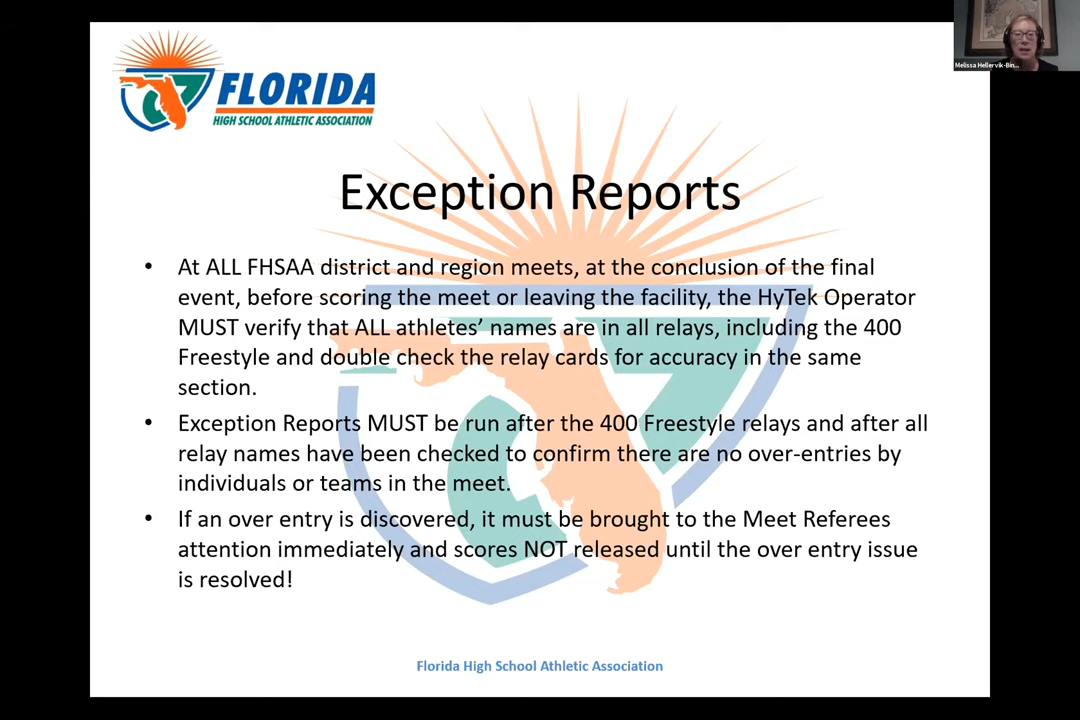 FLORIDA
HIGH SCHOOL ATHLETIC ASSOCIATION
Melissa Hellervik-Bin...
Exception Reports
• At ALL FHSAA district and region meets, at the conclusion of the final
event, before scoring the meet or leaving the facility, the HyTek Operator
MUST verify that ALL athletes’ names are in all relays, including the 400
Freestyle and double check the relay cards for accuracy in the same
section.
• Exception Reports MUST be run after the 400 Freestyle relays and after all
relay names have been checked to confirm there are no over-entries by
individuals or teams in the meet.
• If an over entry is discovered, it must be brought to the Meet Referees
attention immediately and scores NOT released until the over entry issue
is resolved!
Florida High School Athletic Association